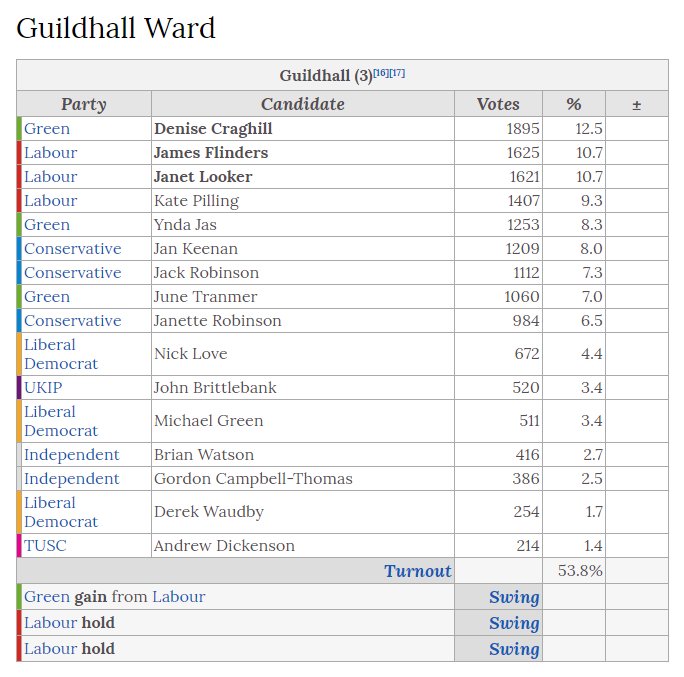 Guildhall Ward
Guildhall (3)[16][17]
Party Candidate Votes % ±
Green Denise Craghill 1895 12.5
Labour James Flinders 1625 10.7
Labour Janet Looker 1621 10.7
Labour Kate Pilling 1407 9.3
Green Ynda Jas 1253 8.3
Conservative Jan Keenan 1209 8.0
Conservative Jack Robinson 1112 7.3
Green June Tranmer 1060 7.0
Conservative Janette Robinson 984 6.5
Liberal
Democrat Nick Love 672 4.4
UKIP John Brittlebank 520 3.4
Liberal
Democrat Michael Green 511 3.4
Independent Brian Watson 416 2.7
Independent Gordon Campbell-Thomas 386 2.5
Liberal
Democrat Derek Waudby 254 1.7
TUSC Andrew Dickenson 214 1.4
Turnout 53.8%
Green gain from Labour Swing
Labour hold Swing
Labour hold Swing